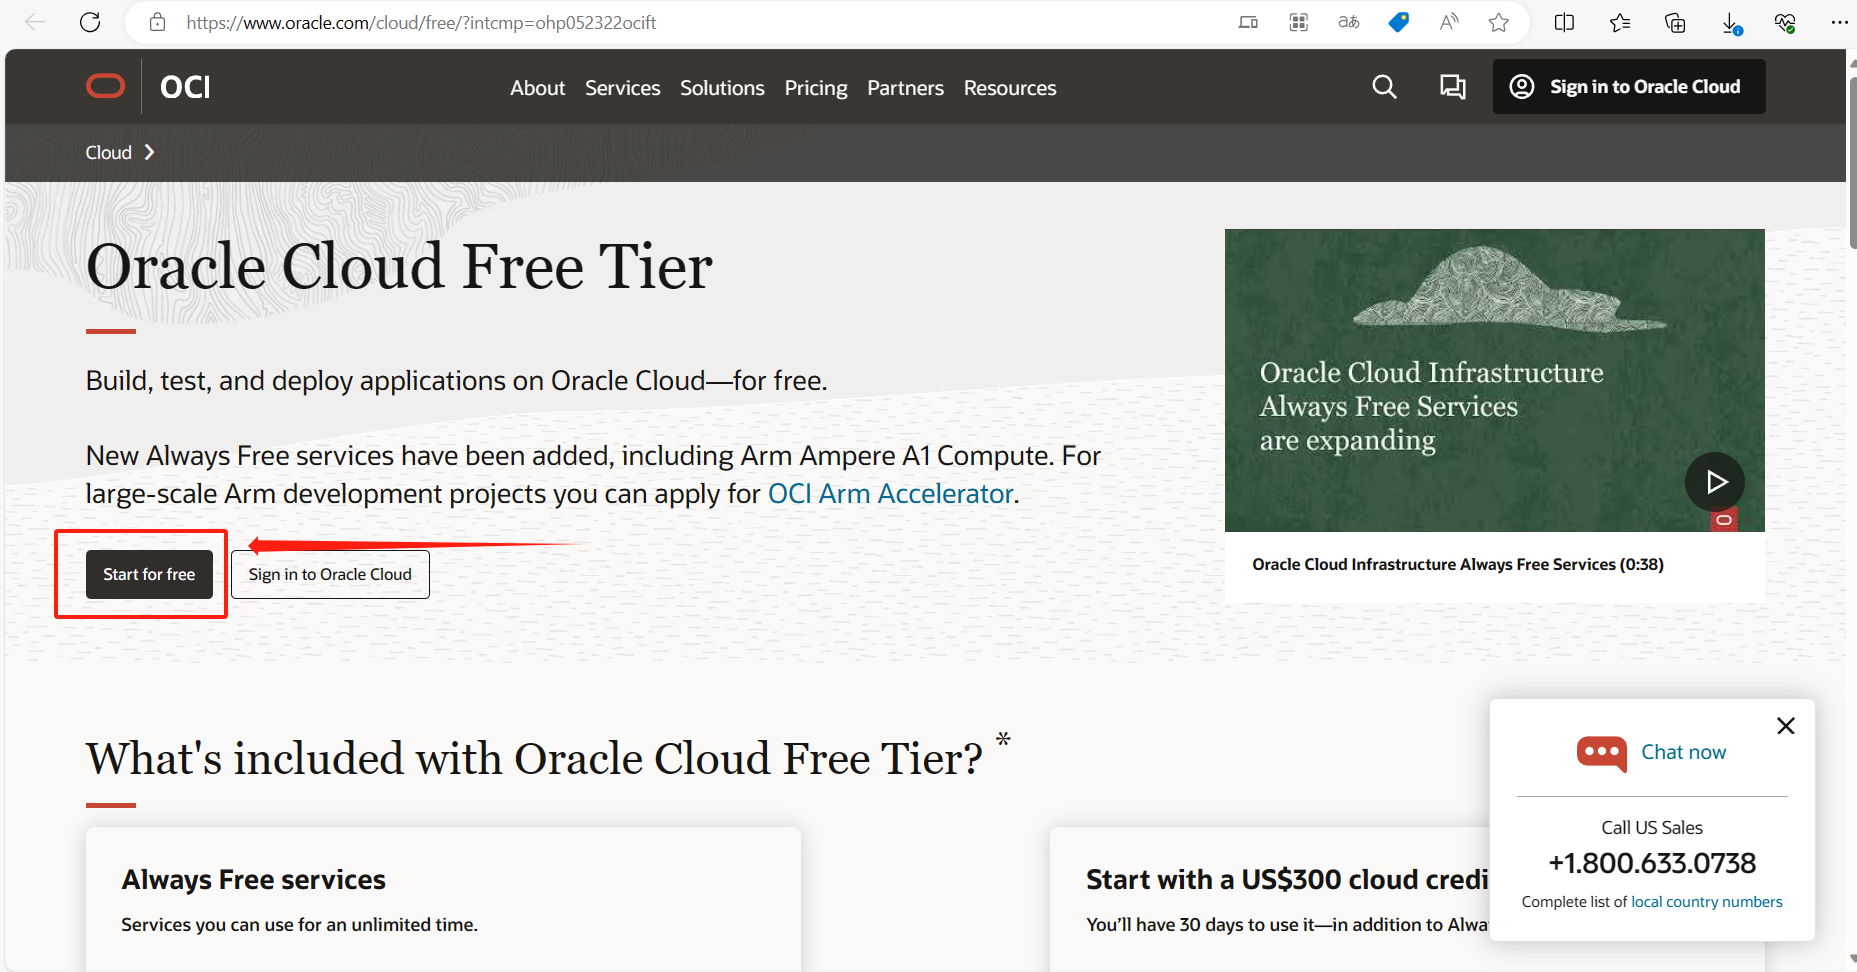 https://www.oracle.com/cloud/free/?intcmp=ohp052322ocift
OCI
About Services Solutions Pricing Partners Resources
Sign in to Oracle Cloud
Cloud
Oracle Cloud Free Tier
Build, test, and deploy applications on Oracle Cloud—for free.
New Always Free services have been added, including Arm Ampere A1 Compute. For
large-scale Arm development projects you can apply for OCI Arm Accelerator.
Start for free
Sign in to Oracle Cloud
Oracle Cloud Infrastructure
Always Free Services
are expanding
Oracle Cloud Infrastructure Always Free Services (0:38)
What's included with Oracle Cloud Free Tier? *
Always Free services
Services you can use for an unlimited time.
Start with a US$300 cloud credi
You’ll have 30 days to use it—in addition to Alwa
Chat now
Call US Sales
+1.800.633.0738
Complete list of local country numbers